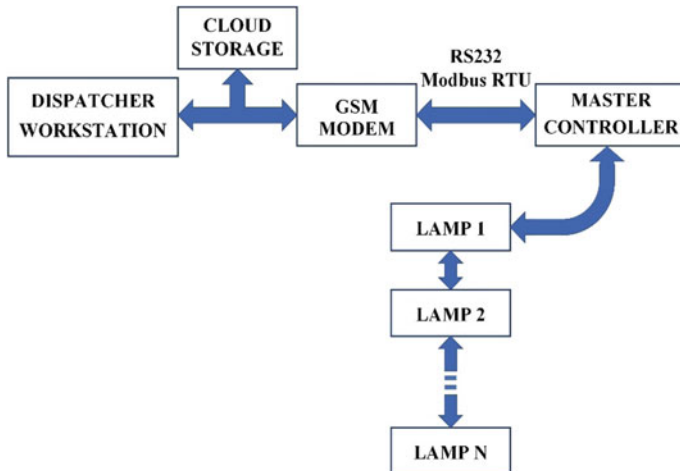 CLOUD
STORAGE
DISPATCHER
WORKSTATION
GSM
MODEM
RS232
Modbus RTU
MASTER
CONTROLLER
LAMP 1
LAMP 2
LAMP N